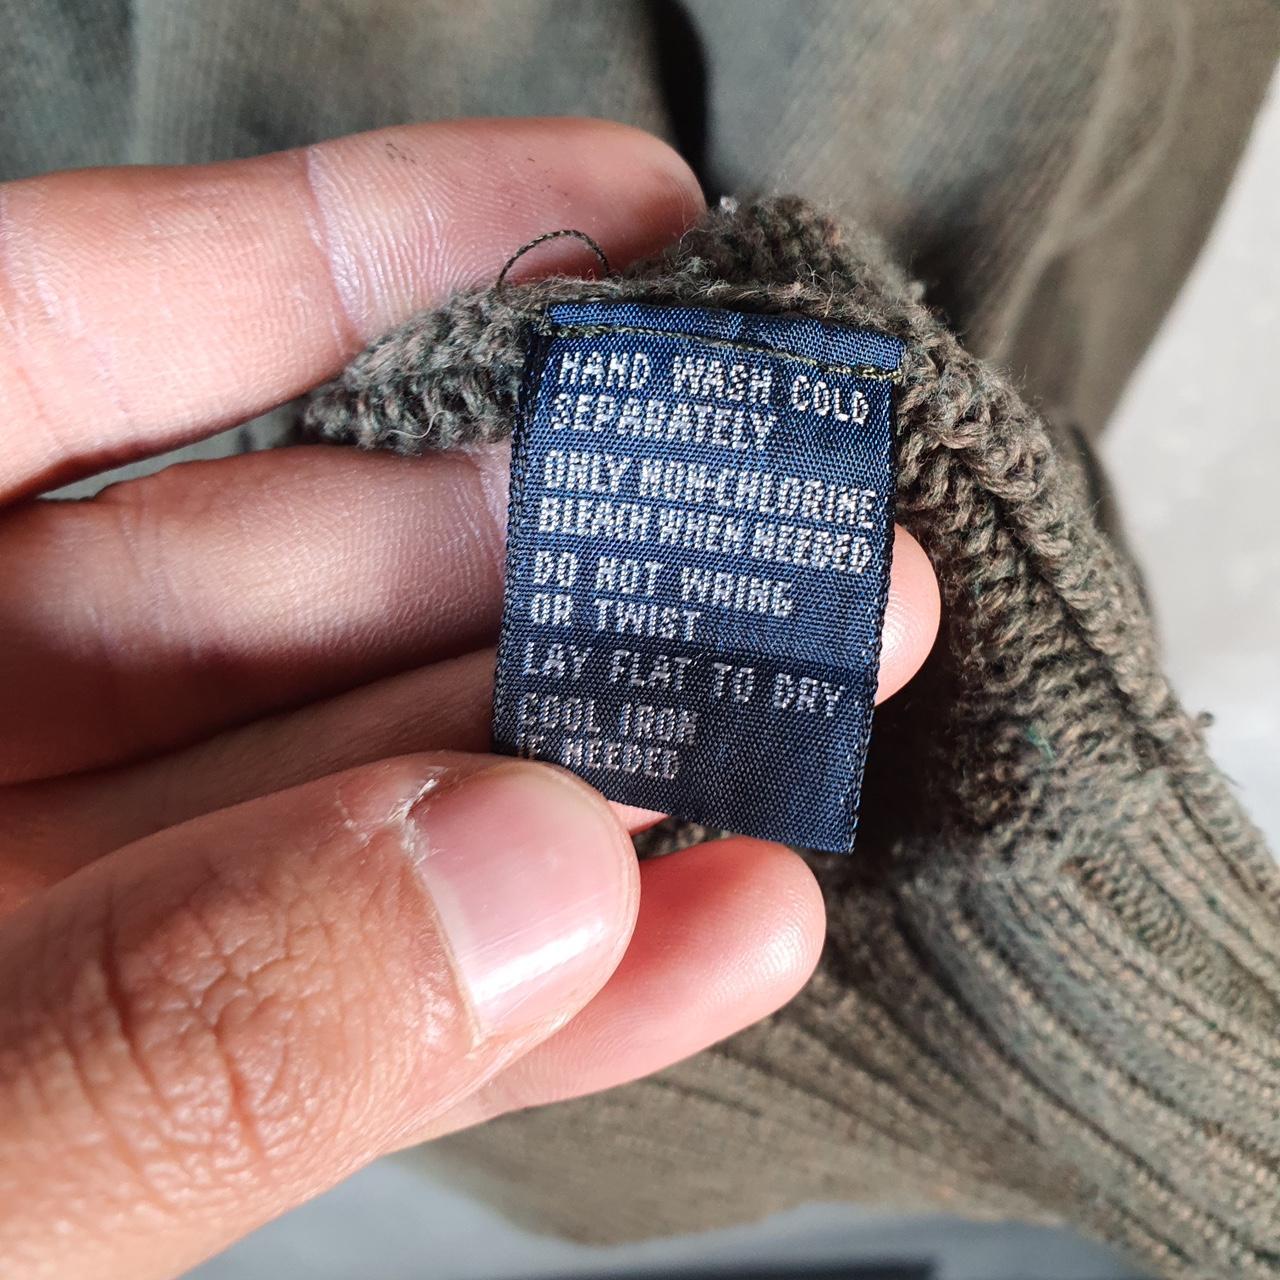 HAND WASH COLD
SEPARATELY
ONLY NON-CHLORINE
BLEACH WHEN NEEDED
DO NOT WRING
OR TWIST
LAY FLAT TO DRY
COOL IRON
IF NEEDED